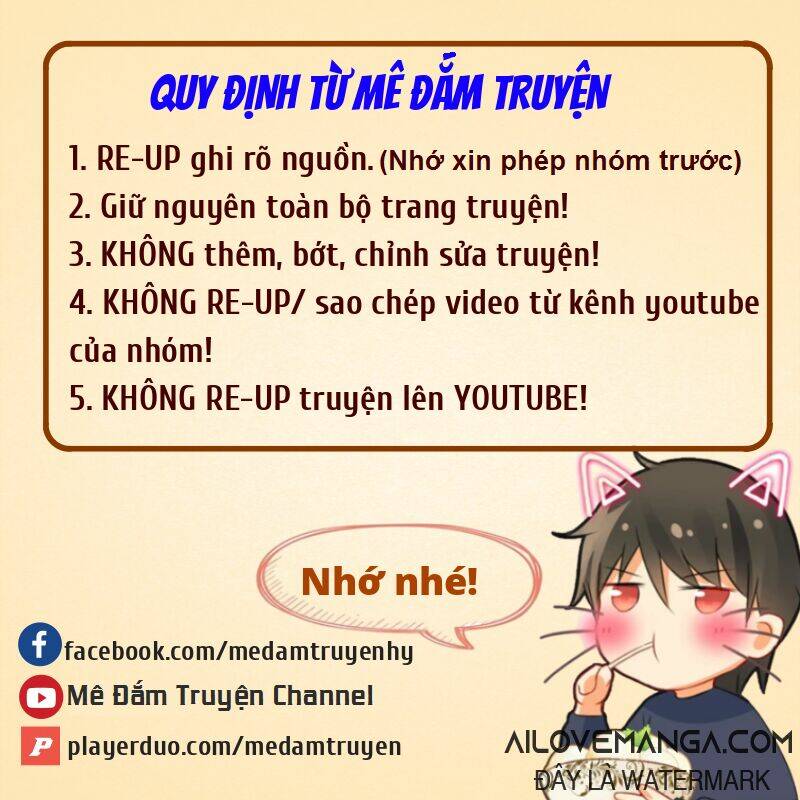 QUY ĐỊNH TỪ MÊ ĐẮM TRUYỆN
1. RE-UP ghi rõ nguồn. (Nhớ xin phép nhóm trước)
2. Giữ nguyên toàn bộ trang truyện!
3. KHÔNG thêm, bớt, chỉnh sửa truyện!
4. KHÔNG RE-UP/ sao chép video từ kênh youtube
của nhóm!
5. KHÔNG RE-UP truyện lên YOUTUBE!
Nhớ nhé!
facebook.com/medamtruyenhy
Mê Đắm Truyện Channel
playerduo.com/medamtruyen
AILOVEMANGA.COM
ĐÂY LÀ WATERMARK